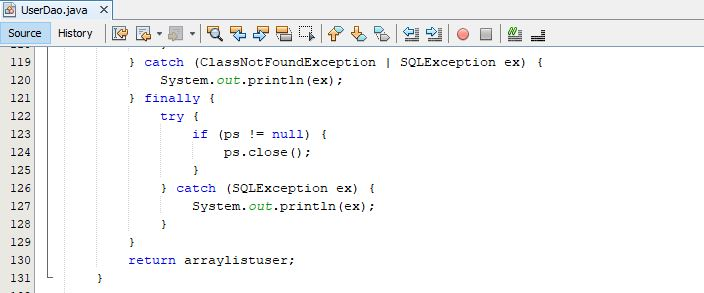 UserDao.java
Source History
119 } catch (ClassNotFoundException | SQLException ex) {
120 System.out.println(ex);
121 } finally {
122 try {
123 if (ps != null) {
124 ps.close();
125 }
126 } catch (SQLException ex) {
127 System.out.println(ex);
128 }
129 }
130 return arraylistuser;
131 }